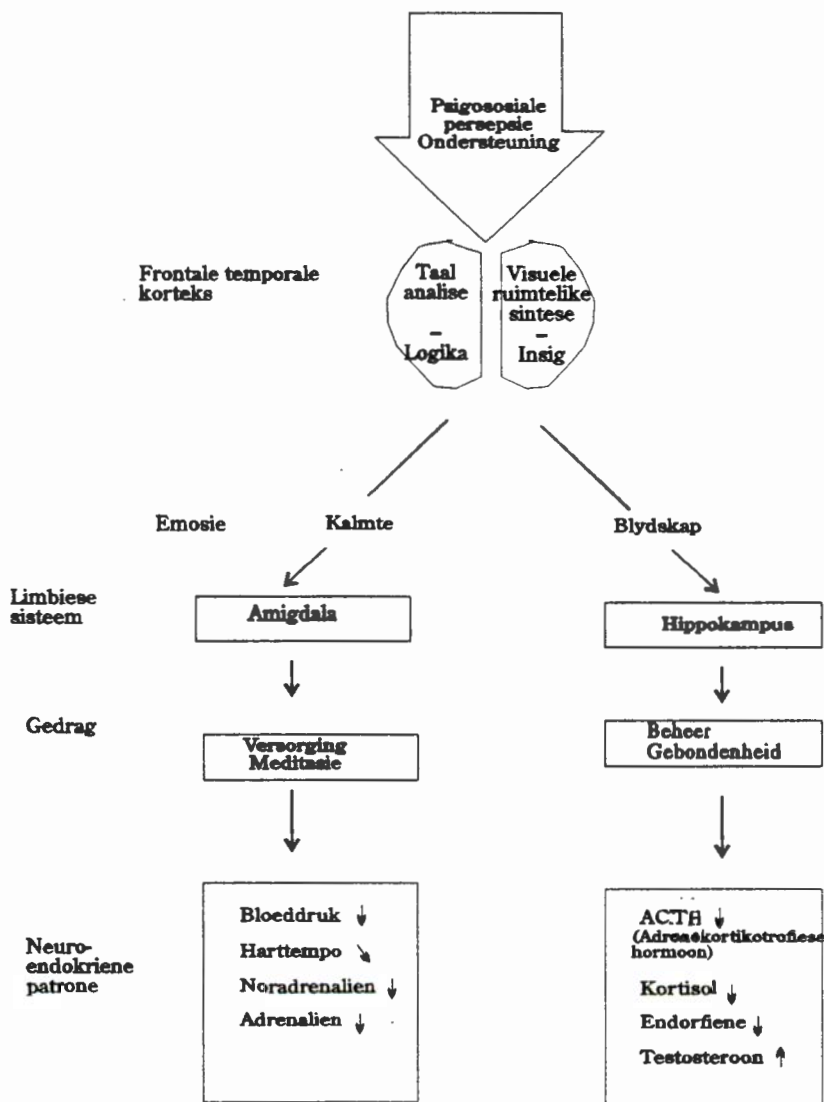 Psigososiale
persepsie
Ondersteuning
Frontale temporale
korteks
Taal
analise
–
Logika
Visuele
ruimtelike
sintese
–
Insig
Emosie
Kalmte
Blydskap
Limbiese
sisteem
Amigdala
Hippokampus
Gedrag
Versorging
Meditasie
Beheer
Gebondenheid
Neuro-
endokriene
patrone
Bloeddruk ↓
Harttempo ↘
Noradrenalien ↓
Adrenalien ↓
ACTH ↓
(Adrenokortikotrofiese
hormoon)
Kortisol ↓
Endorfiene ↓
Testosteroon ↑